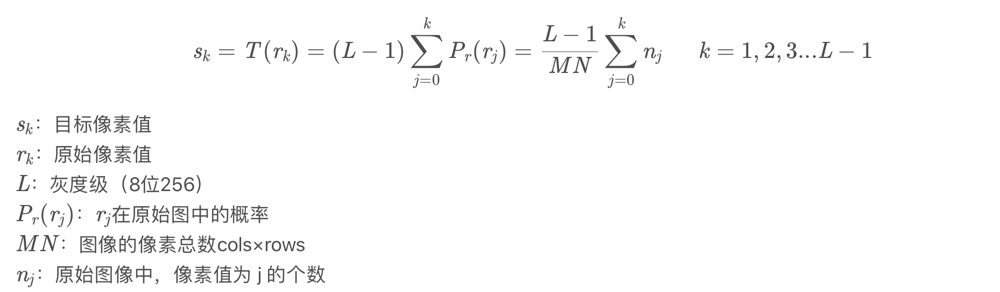 $s_k = T(r_k) = (L-1)\sum_{j=0}^{k} P_r(r_j) = \frac{L-1}{MN}\sum_{j=0}^{k} n_j \quad k=1,2,3...L-1$
$s_k$：目标像素值
$r_k$：原始像素值
$L$：灰度级（8位256）
$P_r(r_j)$：$r_j$在原始图中的概率
$MN$：图像的像素总数cols×rows
$n_j$：原始图像中，像素值为 j 的个数